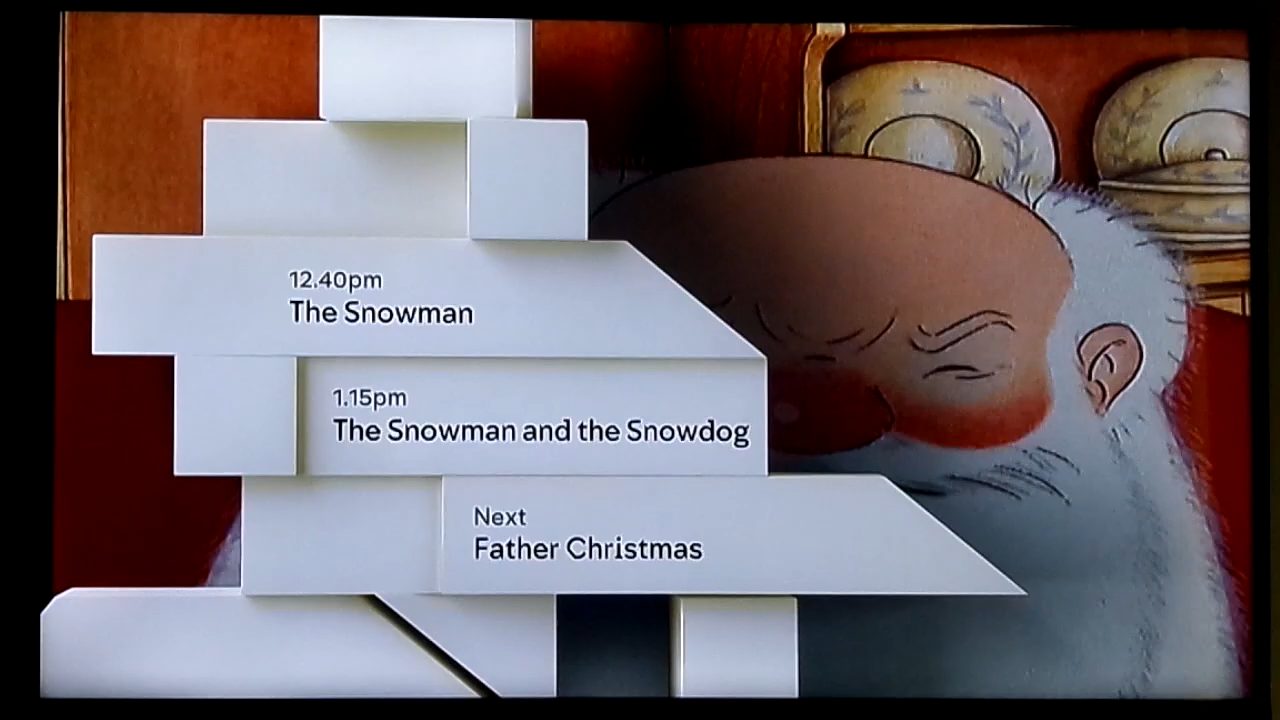 12.40pm
The Snowman
1.15pm
The Snowman and the Snowdog
Next
Father Christmas